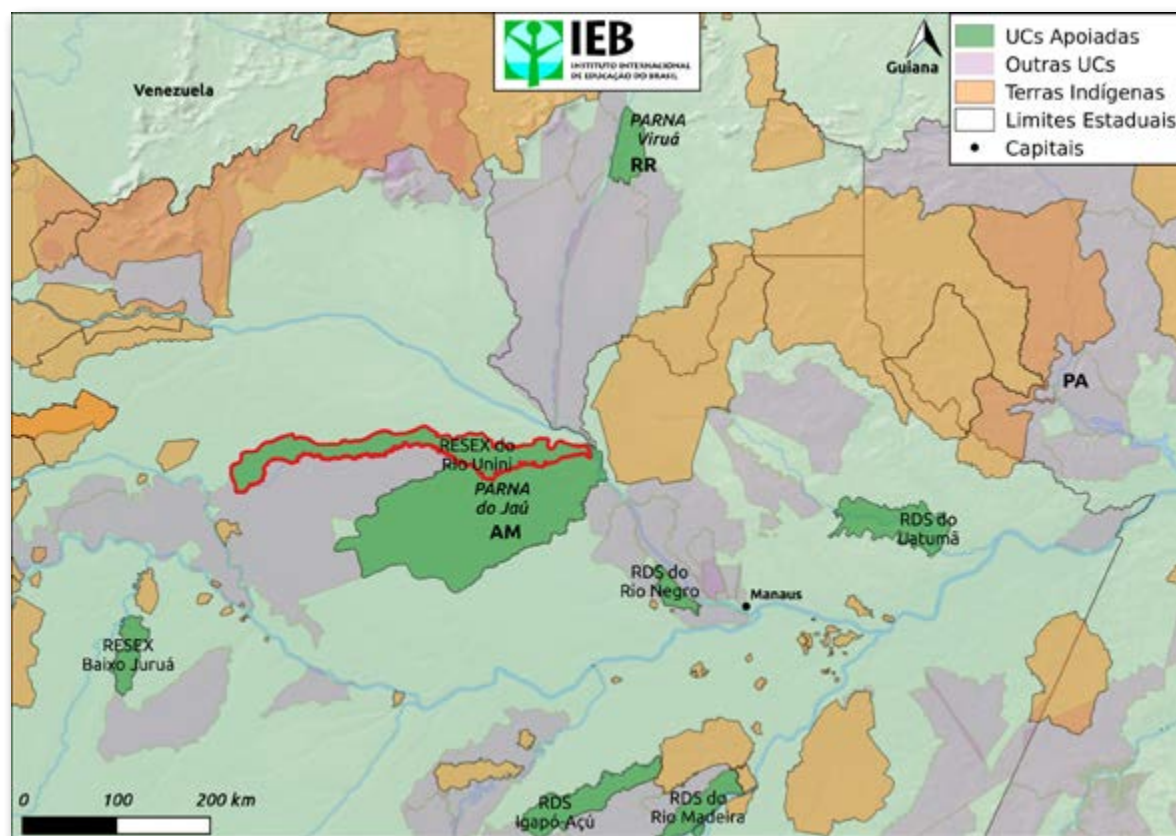 IEB
INSTITUTO INTERNACIONAL
DE EDUCAÇÃO DO BRASIL
Guiana
UCs Apoiadas
Outras UCs
Terras Indígenas
Limites Estaduais
Capitais
Venezuela
PARNA
Viruá
RR
PA
RESEX do
Rio Unini
PARNA
do Jaú
AM
RDS do
Uatumã
RDS do
Rio Negro
Manaus
RESEX
Baixo Juruá
RDS
Igapó-Açú
RDS do
Rio Madeira
0 100 200 km